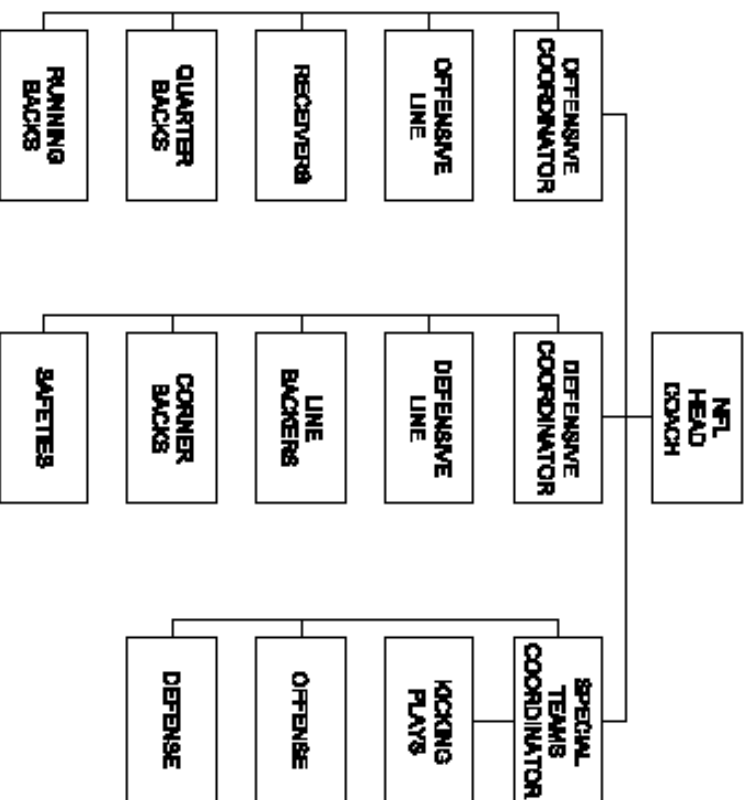 NFL
HEAD
COACH
OFFENSIVE
COORDINATOR
DEFENSIVE
COORDINATOR
SPECIAL
TEAMS
COORDINATOR
OFFENSIVE
LINE
DEFENSIVE
LINE
KICKING
PLAYS
RECEIVERS
LINE
BACKERS
OFFENSE
QUARTER
BACKS
CORNER
BACKS
DEFENSE
RUNNING
BACKS
SAFETIES